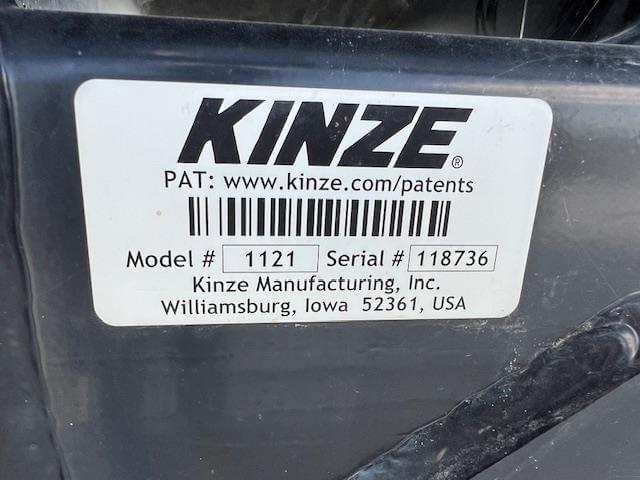 KINZE®
PAT: www.kinze.com/patents
Model # 1121 Serial # 118736
Kinze Manufacturing, Inc.
Williamsburg, Iowa 52361, USA